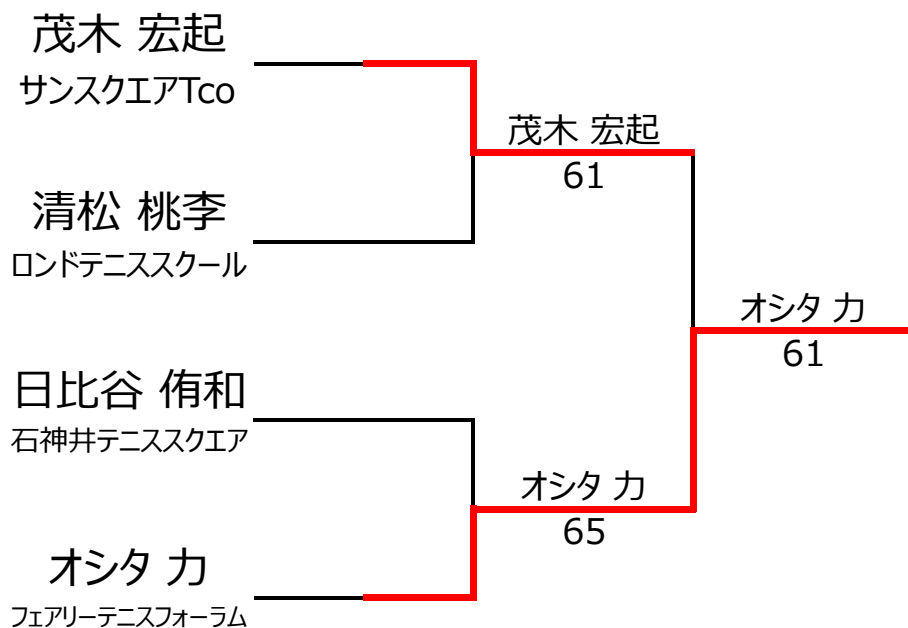 茂木 宏起
サンスクエアTco
茂木 宏起
61
清松 桃李
ロンドテニススクール
オシタ 力
61
日比谷 侑和
石神井テニススクエア
オシタ 力
65
オシタ 力
フェアリーテニスフォーラム